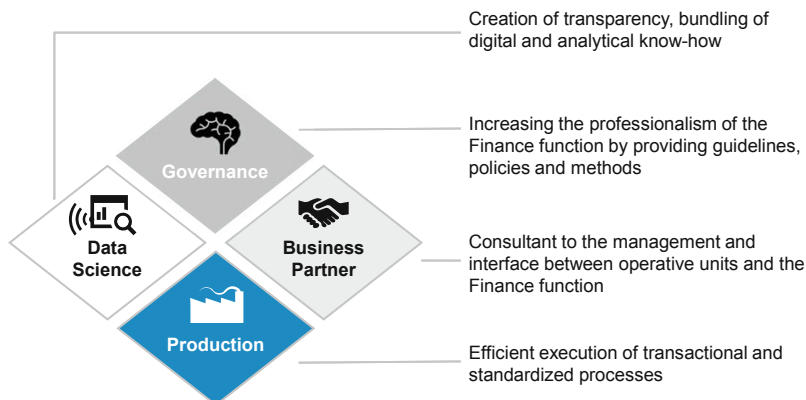 Creation of transparency, bundling of
digital and analytical know-how
Governance
Increasing the professionalism of the
Finance function by providing guidelines,
policies and methods
Data
Science
Business
Partner
Consultant to the management and
interface between operative units and the
Finance function
Production
Efficient execution of transactional and
standardized processes